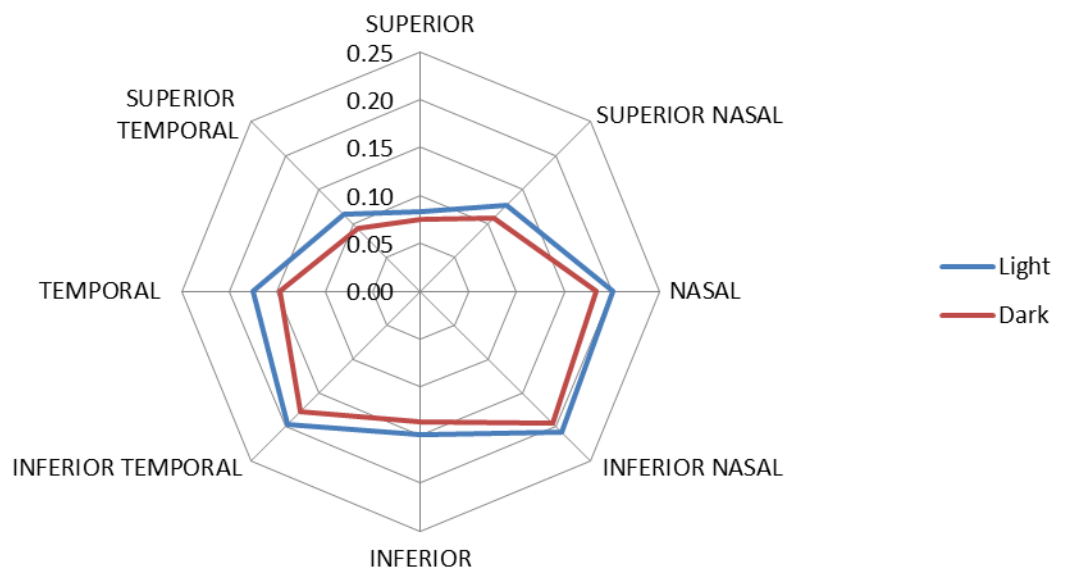 SUPERIOR
0.25
SUPERIOR
TEMPORAL
SUPERIOR NASAL
0.20
0.15
0.10
0.05
Light
TEMPORAL
0.00
NASAL
Dark
INFERIOR TEMPORAL
INFERIOR NASAL
INFERIOR